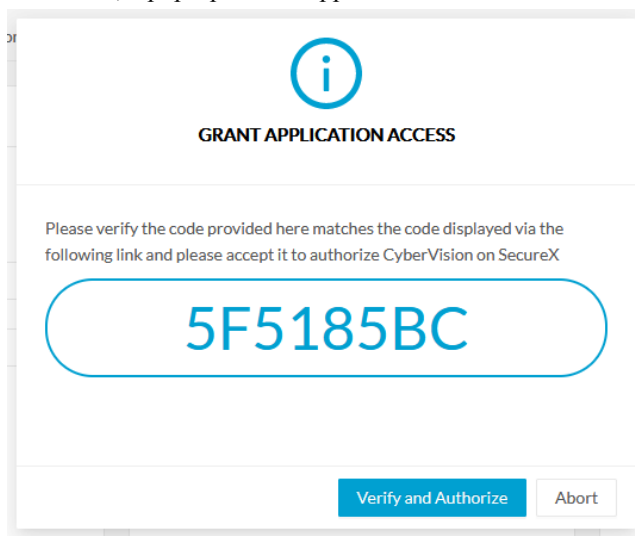 GRANT APPLICATION ACCESS
Please verify the code provided here matches the code displayed via the
following link and please accept it to authorize CyberVision on SecureX
5F5185BC
Verify and Authorize
Abort